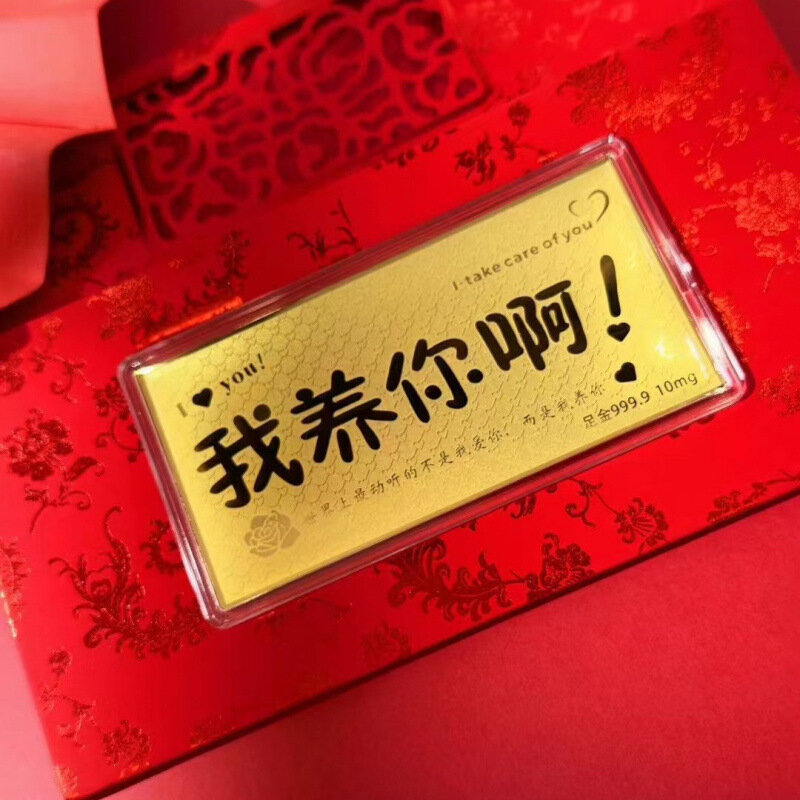 I take care of you
I ♥ you!
我养你啊!
世界上最动听的不是我爱你,而是我养你
足金999.9 10mg